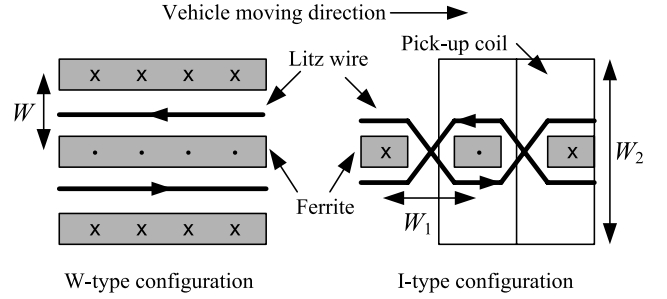 Vehicle moving direction
Pick-up coil
Litz wire
x x x x
W
. . . .
x . x
W2
W1
Ferrite
x x x x
W-type configuration
I-type configuration